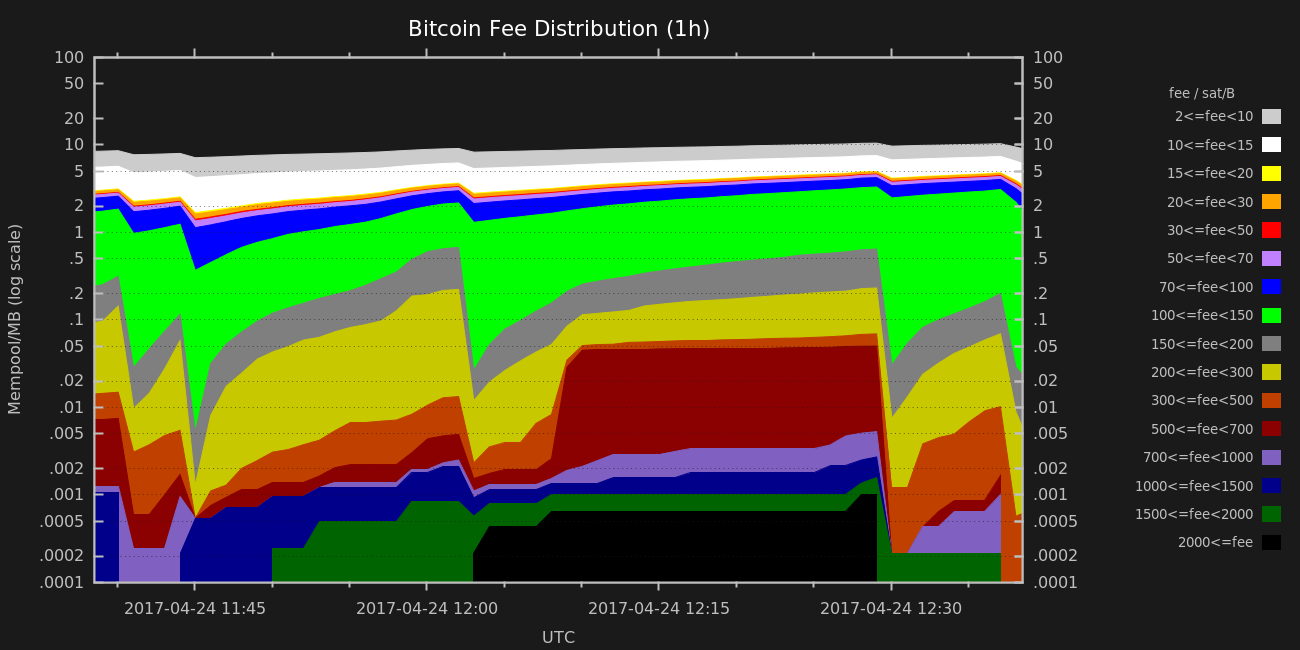 Bitcoin Fee Distribution (1h)
100 100
50 50
20 20
10 10
5 5
2 2
1 1
.5 .5
.2 .2
.1 .1
.05 .05
.02 .02
.01 .01
.005 .005
.002 .002
.001 .001
.0005 .0005
.0002 .0002
.0001 .0001
Mempool/MB (log scale)
2017-04-24 11:45 2017-04-24 12:00 2017-04-24 12:15 2017-04-24 12:30
UTC
fee / sat/B
2<=fee<10
10<=fee<15
15<=fee<20
20<=fee<30
30<=fee<50
50<=fee<70
70<=fee<100
100<=fee<150
150<=fee<200
200<=fee<300
300<=fee<500
500<=fee<700
700<=fee<1000
1000<=fee<1500
1500<=fee<2000
2000<=fee